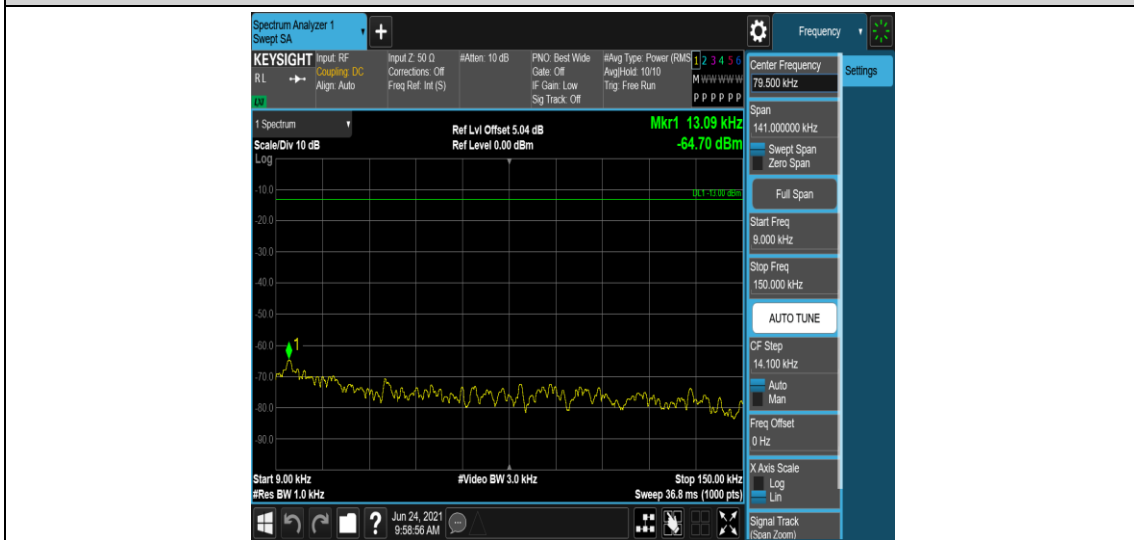 Spectrum Analyzer 1
Swept SA
+
Frequency
KEYSIGHT
RL
LXI
Input: RF
Coupling: DC
Align: Auto
Input Z: 50 Ω
Corrections: Off
Freq Ref: Int (S)
#Atten: 10 dB
PNO: Best Wide
Gate: Off
IF Gain: Low
Sig Track: Off
#Avg Type: Power (RMS
Avg|Hold: 10/10
Trig: Free Run
1 2 3 4 5 6
M W W W W W
P P P P P P
1 Spectrum
Scale/Div 10 dB
Log
Ref Lvl Offset 5.04 dB
Ref Level 0.00 dBm
Mkr1 13.09 kHz
-64.70 dBm
DL1 -13.00 dBm
-10.0
-20.0
-30.0
-40.0
-50.0
-60.0
-70.0
-80.0
-90.0
1
Start 9.00 kHz
#Res BW 1.0 kHz
#Video BW 3.0 kHz
Stop 150.00 kHz
Sweep 36.8 ms (1000 pts)
Center Frequency
79.500 kHz
Span
141.000000 kHz
Swept Span
Zero Span
Full Span
Start Freq
9.000 kHz
Stop Freq
150.000 kHz
AUTO TUNE
CF Step
14.100 kHz
Auto
Man
Freq Offset
0 Hz
X Axis Scale
Log
Lin
Signal Track
(Span Zoom)
Settings
?
Jun 24, 2021
9:58:56 AM